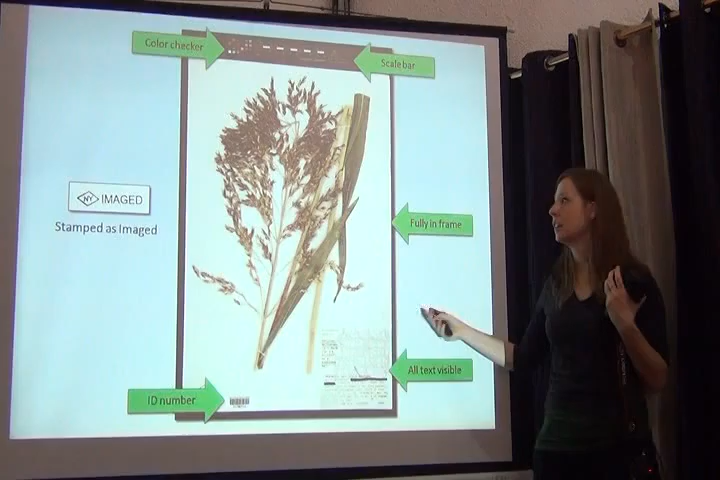 Color checker
Scale bar
NY IMAGED
Stamped as Imaged
Fully in frame
All text visible
ID number